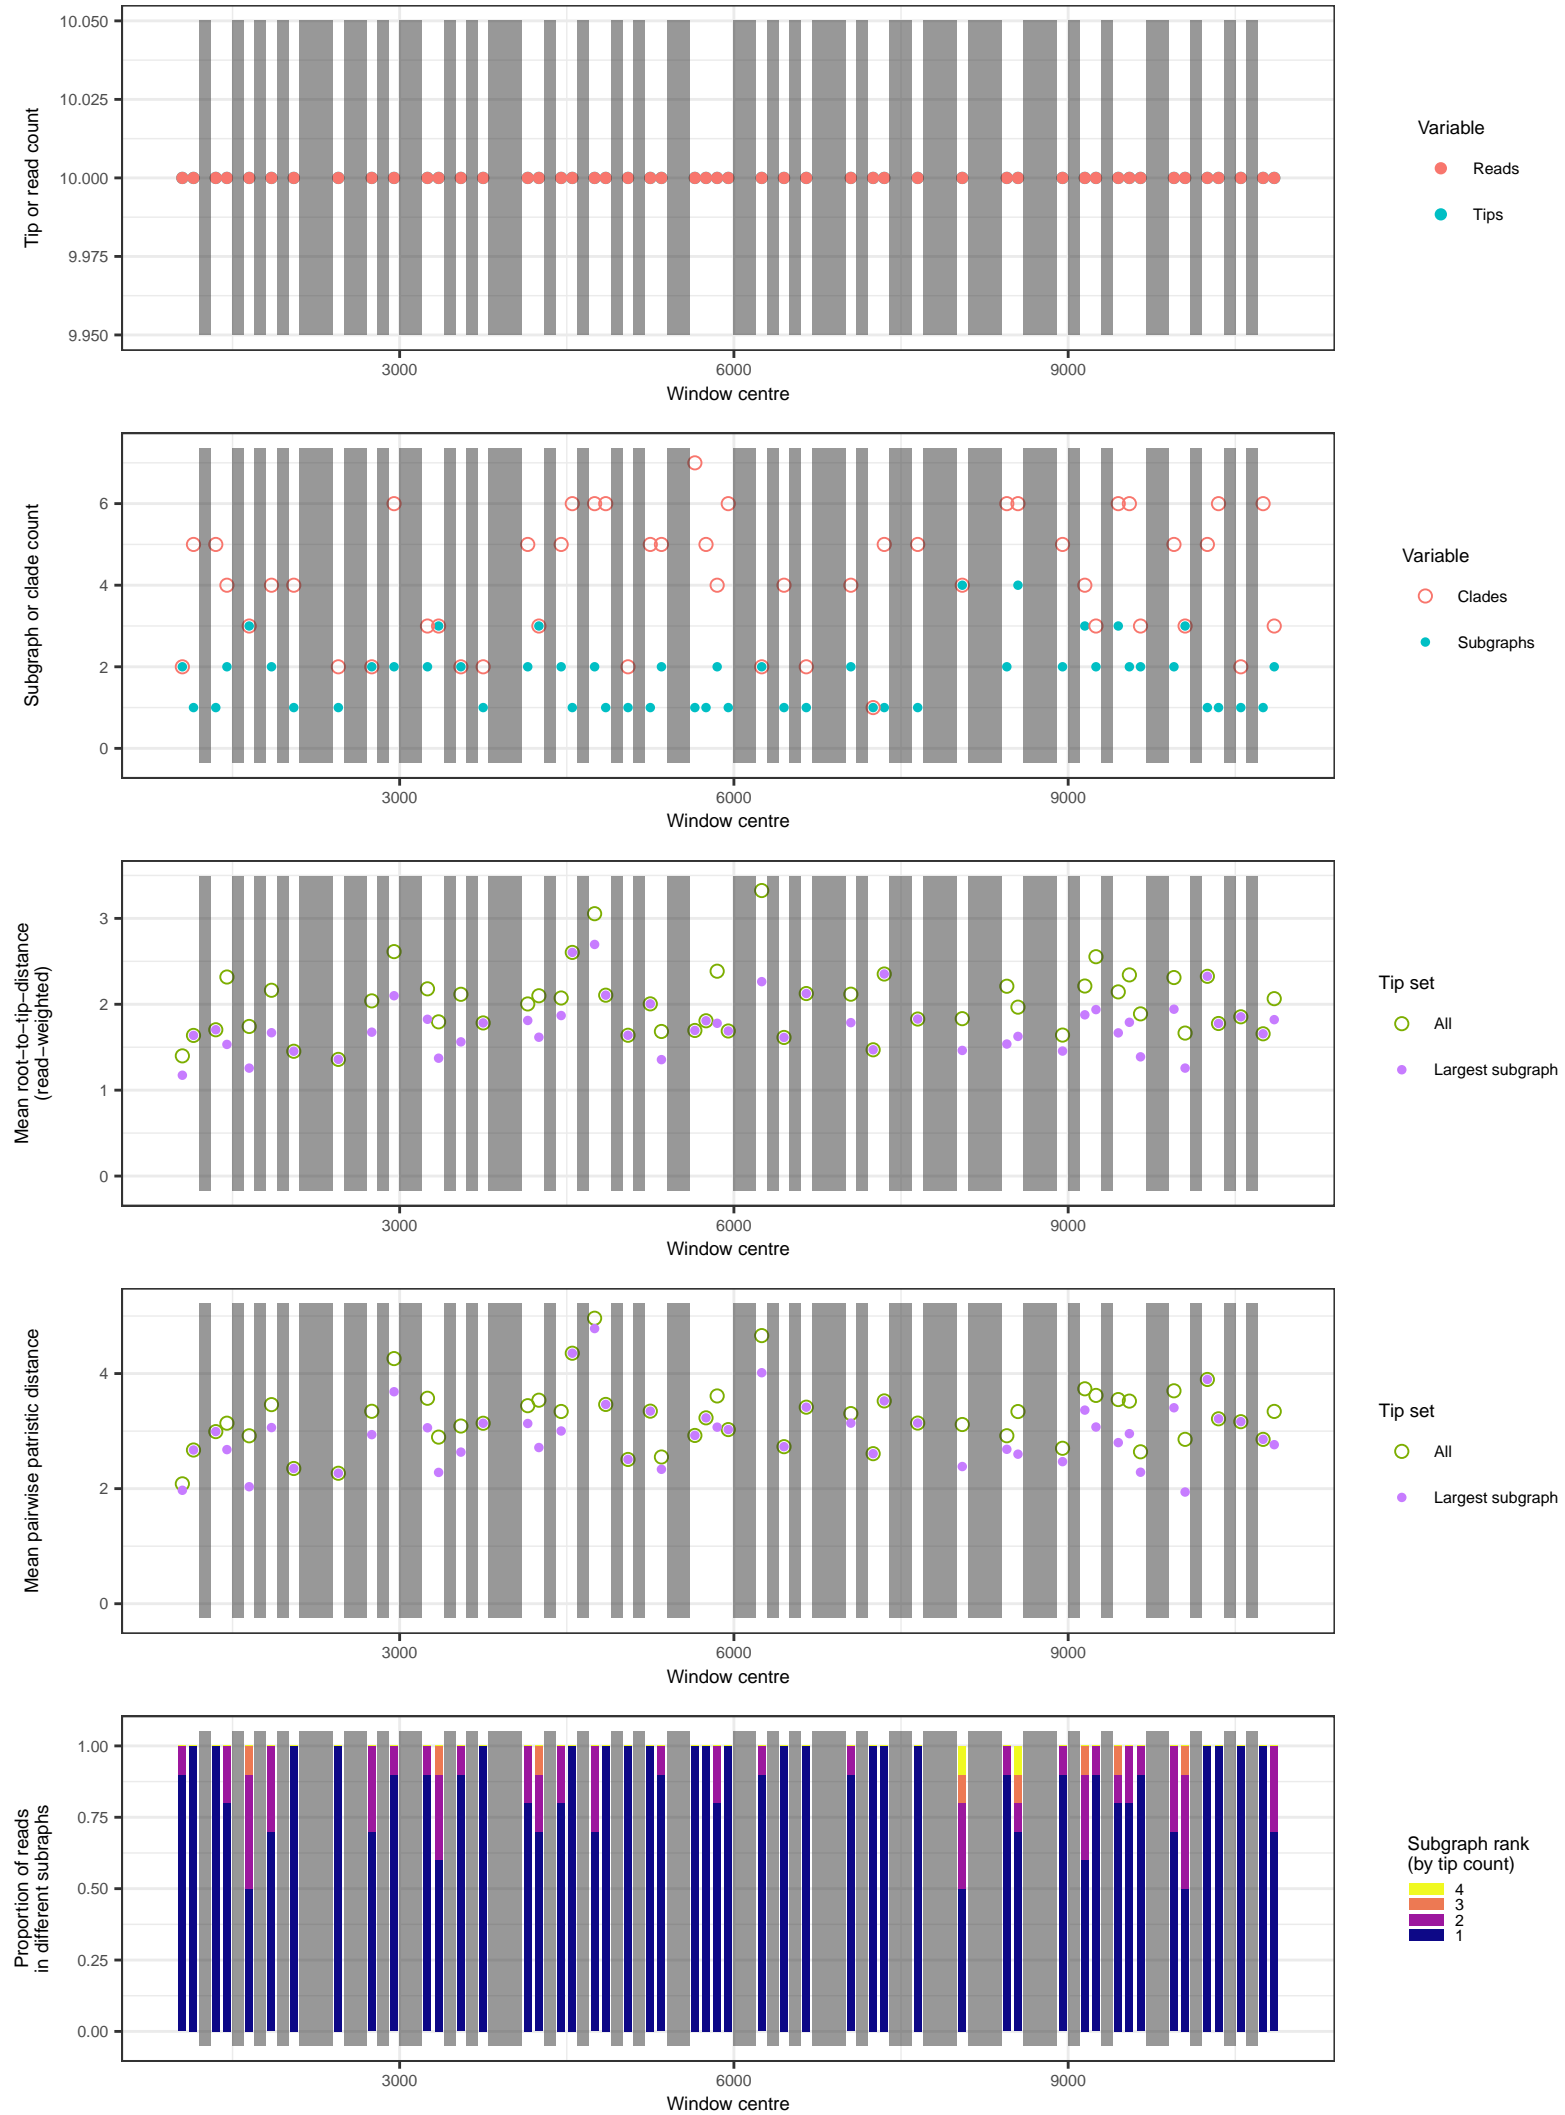 10.050
10.025
10.000
9.975
9.950
Tip or read count
3000 6000 9000
Window centre
Variable
Reads
Tips
6
4
2
0
Subgraph or clade count
3000 6000 9000
Window centre
Variable
Clades
Subgraphs
3
2
1
0
Mean root−to−tip−distance
(read−weighted)
3000 6000 9000
Window centre
Tip set
All
Largest subgraph
4
2
0
Mean pairwise patristic distance
3000 6000 9000
Window centre
Tip set
All
Largest subgraph
1.00
0.75
0.50
0.25
0.00
Proportion of reads
in different subraphs
3000 6000 9000
Window centre
Subgraph rank
(by tip count)
4
3
2
1